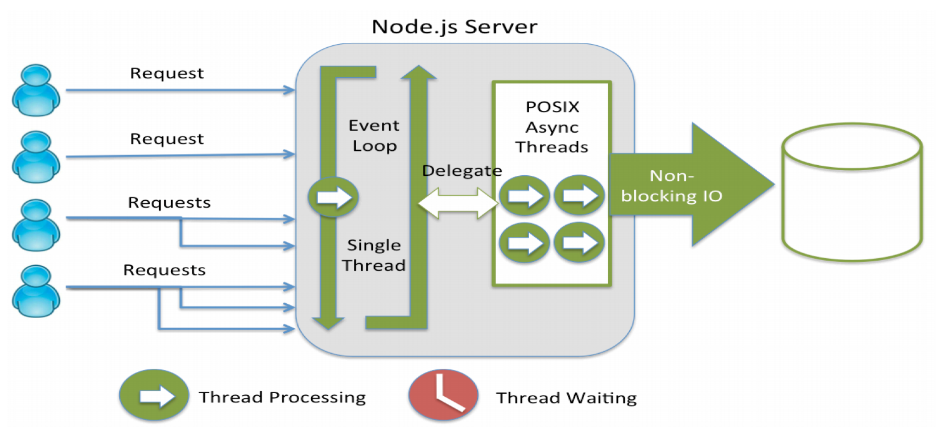 Node.js Server
Request
Request
Requests
Requests
Event
Loop
Single
Thread
Delegate
POSIX
Async
Threads
Non-
blocking IO
Thread Processing
Thread Waiting